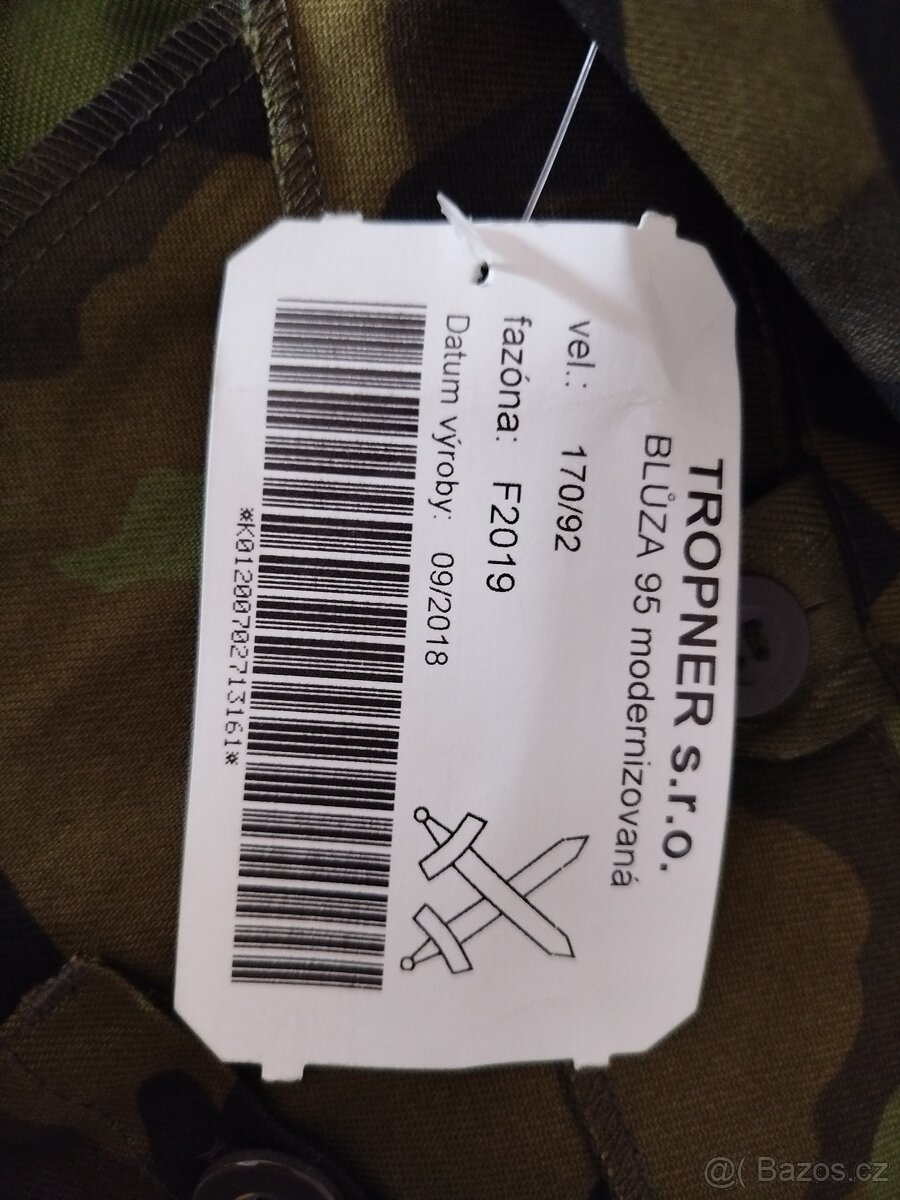 TROPNER s.r.o.
BLŮZA 95 modernizovaná
vel.: 170/92
fazóna: F2019
Datum výroby: 09/2018
*K01200702713161*
@( Bazos.cz